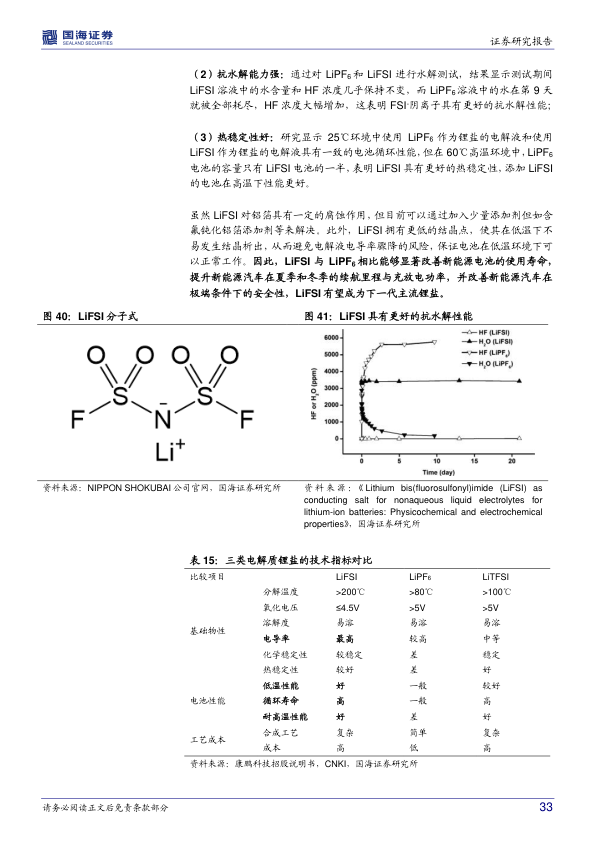 国海证券
SEALAND SECURITIES
证券研究报告
（2）抗水解能力强：通过对 LiPF6 和 LiFSI 进行水解测试，结果显示测试期间
LiFSI 溶液中的水含量和 HF 浓度几乎保持不变，而 LiPF6 溶液中的水在第 9 天
就被全部耗尽，HF 浓度大幅增加，这表明 FSI-阴离子具有更好的抗水解性能；
（3）热稳定性好：研究显示 25℃环境中使用 LiPF6 作为锂盐的电解液和使用
LiFSI 作为锂盐的电解液具有一致的电池循环性能，但在 60℃高温环境中，LiPF6
电池的容量只有 LiFSI 电池的一半，表明 LiFSI 具有更好的热稳定性，添加 LiFSI
的电池在高温下性能更好。
虽然 LiFSI 对铝箔具有一定的腐蚀作用，但目前可以通过加入少量添加剂但如含
氟钝化铝箔添加剂等来解决。此外，LiFSI 拥有更低的结晶点，使其在低温下不
易发生结晶析出，从而避免电解液电导率骤降的风险，保证电池在低温环境下可
以正常工作。因此，LiFSI 与 LiPF6 相比能够显著改善新能源电池的使用寿命，
提升新能源汽车在夏季和冬季的续航里程与充放电功率，并改善新能源汽车在
极端条件下的安全性，LiFSI 有望成为下一代主流锂盐。
图 40：LiFSI 分子式
O O O O
S S
F N− F
Li+
资料来源：NIPPON SHOKUBAI 公司官网，国海证券研究所
图 41：LiFSI 具有更好的抗水解性能
HF (LiFSI)
H2O (LiFSI)
HF (LiPF6)
H2O (LiPF6)
HF or H2O (ppm)
6000
5000
4000
3000
2000
1000
0
0 5 10 15 20
Time (day)
资料来源：《Lithium bis(fluorosulfonyl)imide (LiFSI) as
conducting salt for nonaqueous liquid electrolytes for
lithium-ion batteries: Physicochemical and electrochemical
properties》，国海证券研究所
表 15：三类电解质锂盐的技术指标对比
比较项目 LiFSI LiPF6 LiTFSI
分解温度 >200℃ >80℃ >100℃
氧化电压 ≤4.5V >5V >5V
溶解度 易溶 易溶 易溶
基础物性
电导率 最高 较高 中等
化学稳定性 较稳定 差 稳定
热稳定性 较好 差 好
低温性能 好 一般 较好
电池性能 循环寿命 高 一般 高
耐高温性能 好 差 好
工艺成本
合成工艺 复杂 简单 复杂
成本 高 低 高
资料来源：康鹏科技招股说明书，CNKI，国海证券研究所
请务必阅读正文后免责条款部分
33